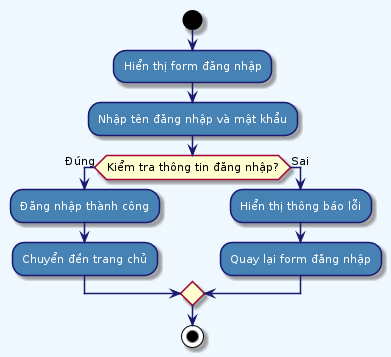 Hiển thị form đăng nhập
Nhập tên đăng nhập và mật khẩu
Đúng
Kiểm tra thông tin đăng nhập?
Sai
Đăng nhập thành công
Hiển thị thông báo lỗi
Chuyển đến trang chủ
Quay lại form đăng nhập